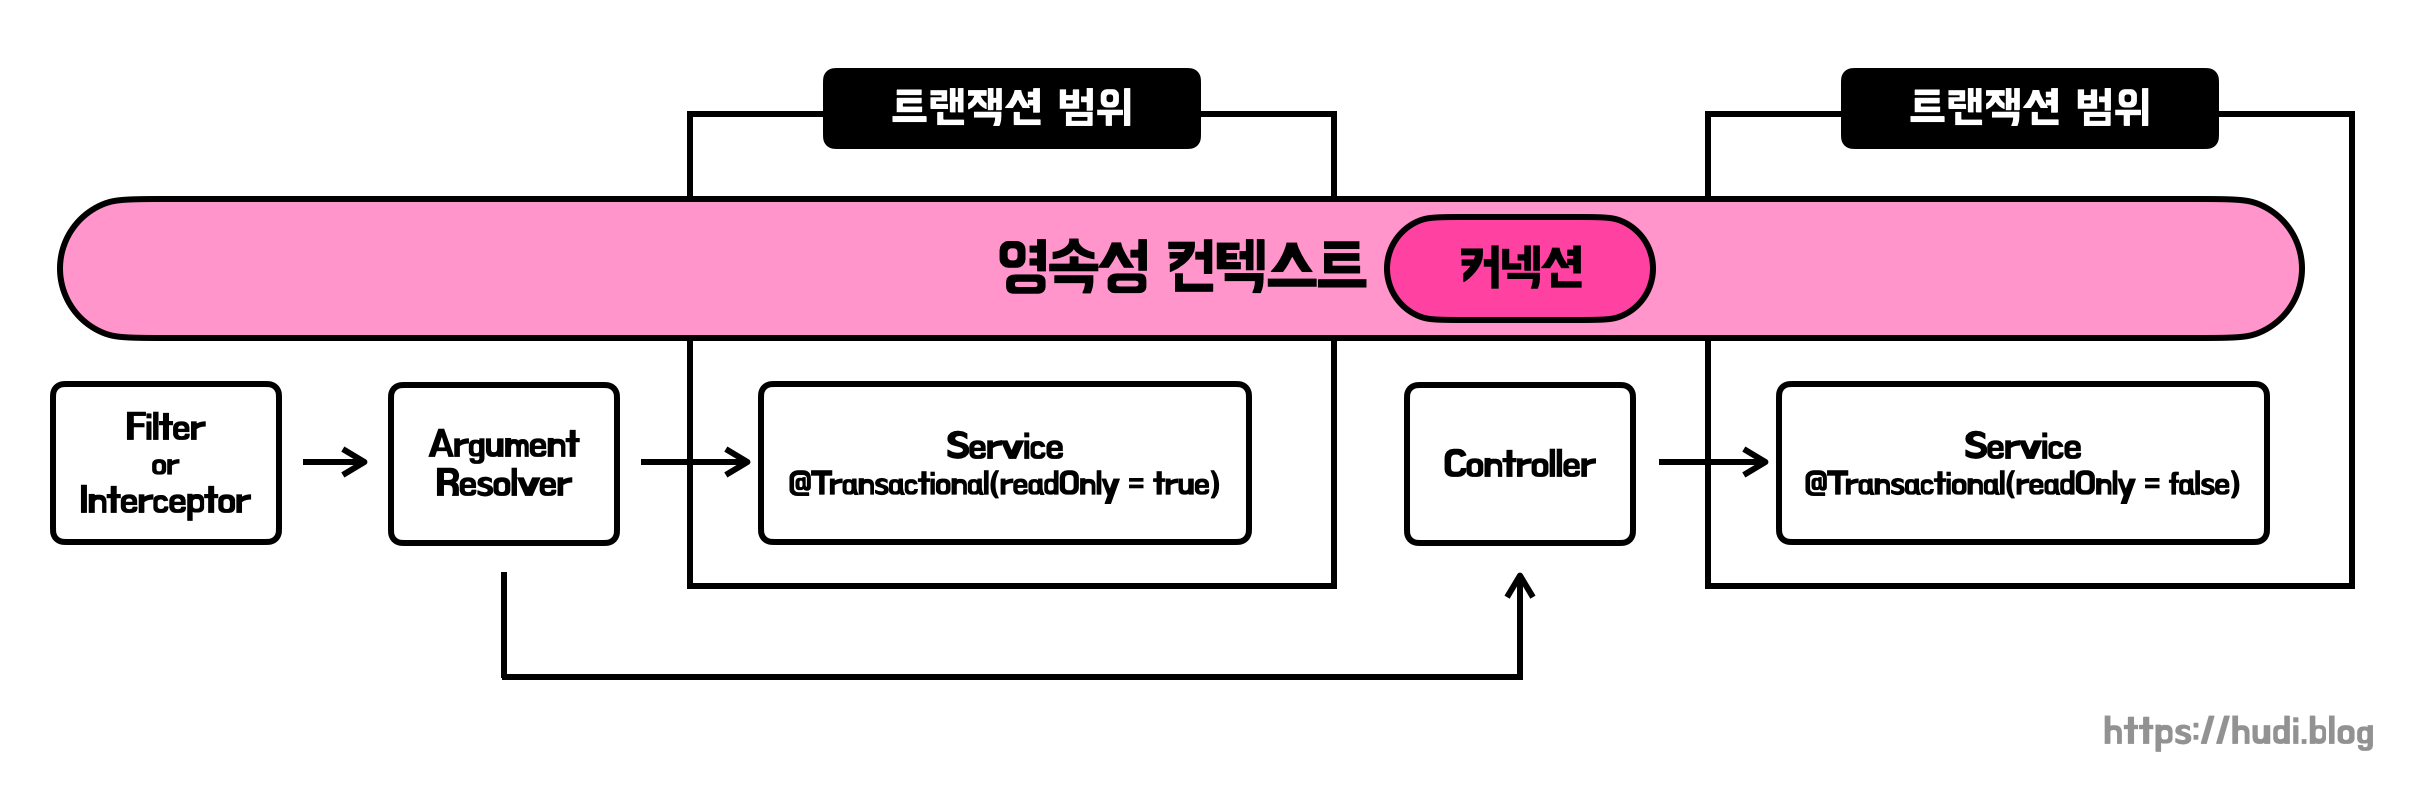 트랜잭션 범위
트랜잭션 범위
영속성 컨텍스트
커넥션
Filter
or
Interceptor
Argument
Resolver
Service
@Transactional(readOnly = true)
Controller
Service
@Transactional(readOnly = false)
https://hudi.blog